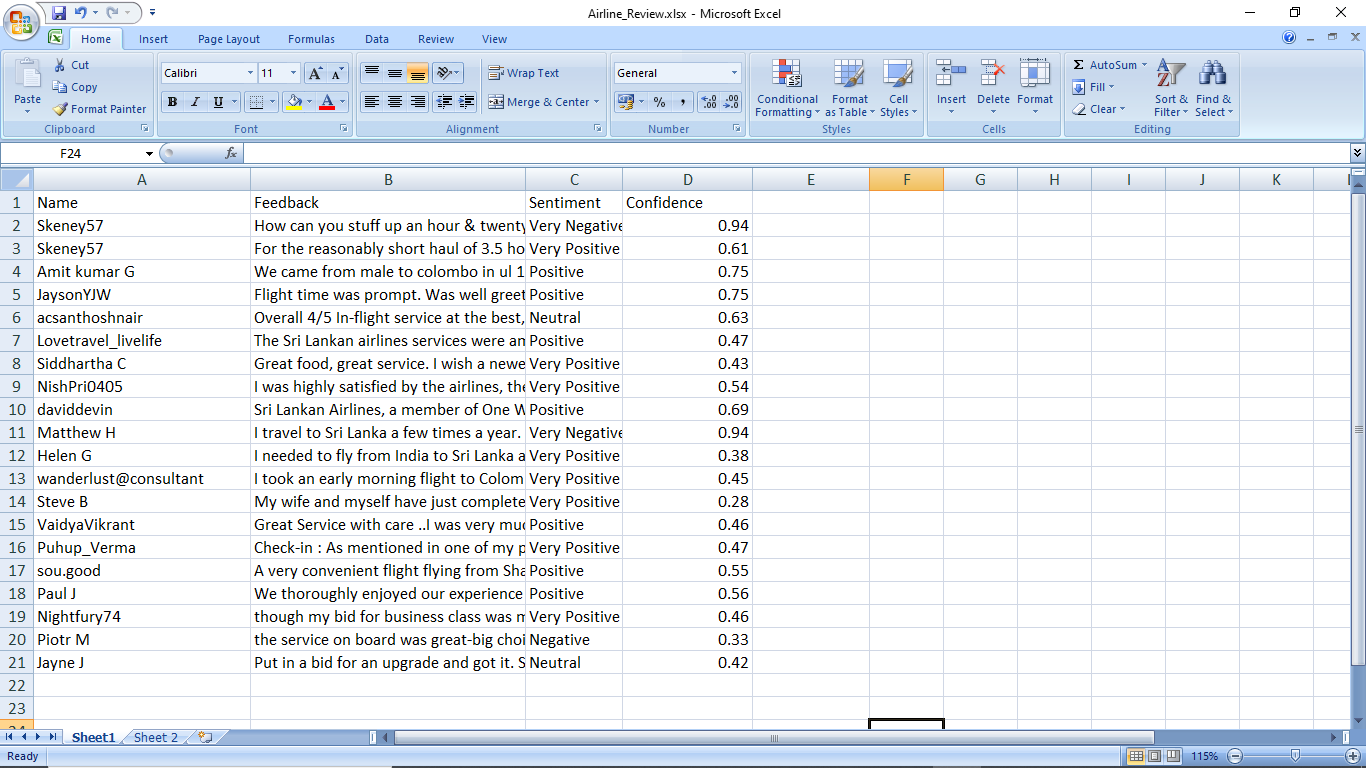 Airline_Review.xlsx - Microsoft Excel
Home Insert Page Layout Formulas Data Review View
Paste Cut Copy Format Painter Clipboard
Calibri 11 A A B I U A Font
Wrap Text Merge & Center Alignment
General % , .00 .0 Number
Conditional Formatting Format as Table Cell Styles Styles
Insert Delete Format Cells
Σ AutoSum Fill Clear Sort & Filter Find & Select Editing
F24 fx
A B C D E F G H I J K
1 Name Feedback Sentiment Confidence
2 Skeney57 How can you stuff up an hour & twenty Very Negative 0.94
3 Skeney57 For the reasonably short haul of 3.5 ho Very Positive 0.61
4 Amit kumar G We came from male to colombo in ul 1 Positive 0.75
5 JaysonYJW Flight time was prompt. Was well greet Positive 0.75
6 acsanthoshnair Overall 4/5 In-flight service at the best, Neutral 0.63
7 Lovetravel_livelife The Sri Lankan airlines services were an Positive 0.47
8 Siddhartha C Great food, great service. I wish a newe Very Positive 0.43
9 NishPri0405 I was highly satisfied by the airlines, the Very Positive 0.54
10 daviddevin Sri Lankan Airlines, a member of One W Positive 0.69
11 Matthew H I travel to Sri Lanka a few times a year. Very Negative 0.94
12 Helen G I needed to fly from India to Sri Lanka a Very Positive 0.38
13 wanderlust@consultant I took an early morning flight to Colom Very Positive 0.45
14 Steve B My wife and myself have just complete Very Positive 0.28
15 VaidyaVikrant Great Service with care ..I was very muc Positive 0.46
16 Puhup_Verma Check-in : As mentioned in one of my p Very Positive 0.47
17 sou.good A very convenient flight flying from Sha Positive 0.55
18 Paul J We thoroughly enjoyed our experience Positive 0.56
19 Nightfury74 though my bid for business class was m Very Positive 0.46
20 Piotr M the service on board was great-big choi Negative 0.33
21 Jayne J Put in a bid for an upgrade and got it. S Neutral 0.42
22
23
24
Sheet1 Sheet 2
Ready 115%